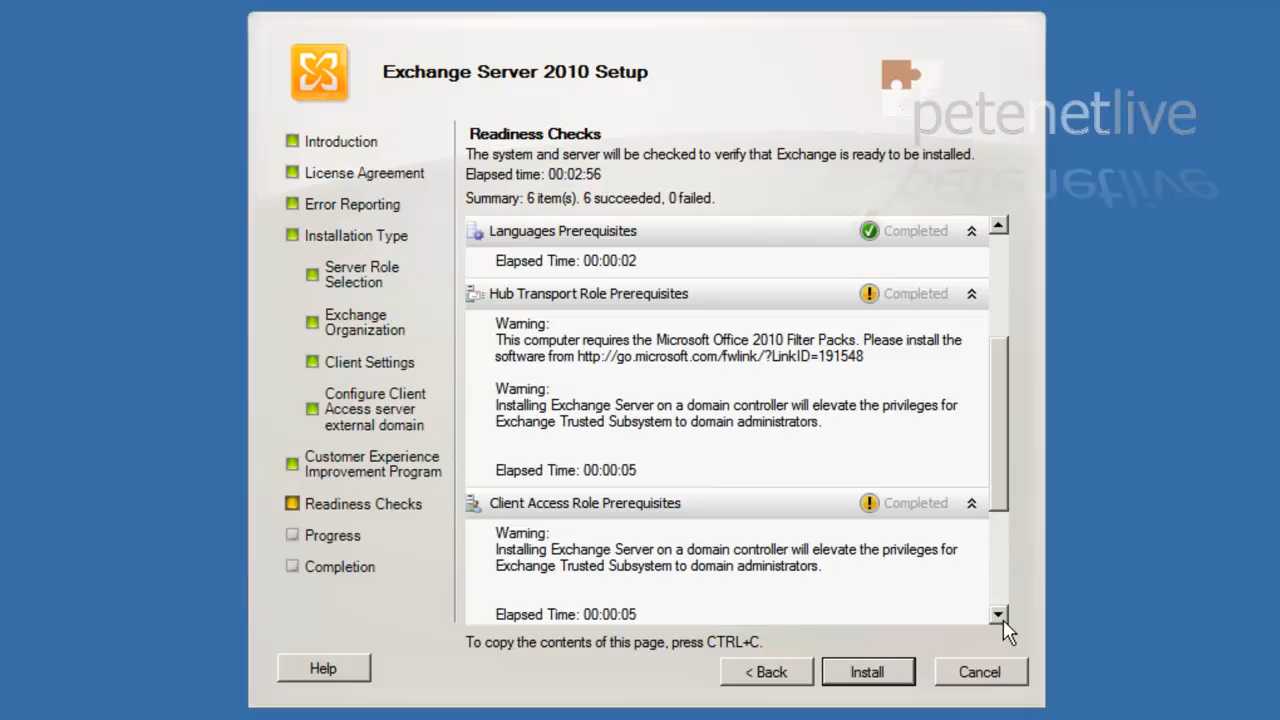 Exchange Server 2010 Setup
petenetlive
Introduction
License Agreement
Error Reporting
Installation Type
Server Role
Selection
Exchange
Organization
Client Settings
Configure Client
Access server
external domain
Customer Experience
Improvement Program
Readiness Checks
Progress
Completion
Readiness Checks
The system and server will be checked to verify that Exchange is ready to be installed.
Elapsed time: 00:02:56
Summary: 6 item(s). 6 succeeded, 0 failed.
Languages Prerequisites Completed
Elapsed Time: 00:00:02
Hub Transport Role Prerequisites Completed
Warning:
This computer requires the Microsoft Office 2010 Filter Packs. Please install the
software from http://go.microsoft.com/fwlink/?LinkID=191548
Warning:
Installing Exchange Server on a domain controller will elevate the privileges for
Exchange Trusted Subsystem to domain administrators.
Elapsed Time: 00:00:05
Client Access Role Prerequisites Completed
Warning:
Installing Exchange Server on a domain controller will elevate the privileges for
Exchange Trusted Subsystem to domain administrators.
Elapsed Time: 00:00:05
To copy the contents of this page, press CTRL+C.
Help
< Back
Install
Cancel